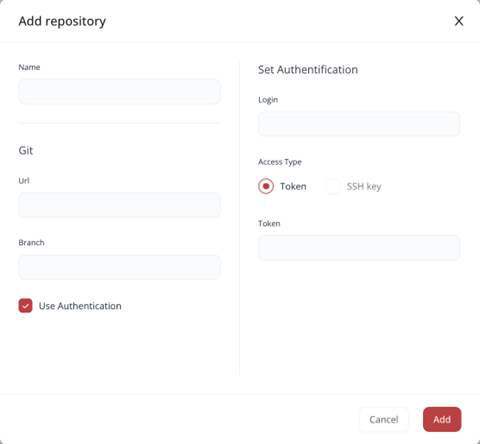 Add repository
Name
Git
Url
Branch
Use Authentication
Set Authentification
Login
Access Type
Token
SSH key
Token
Cancel
Add